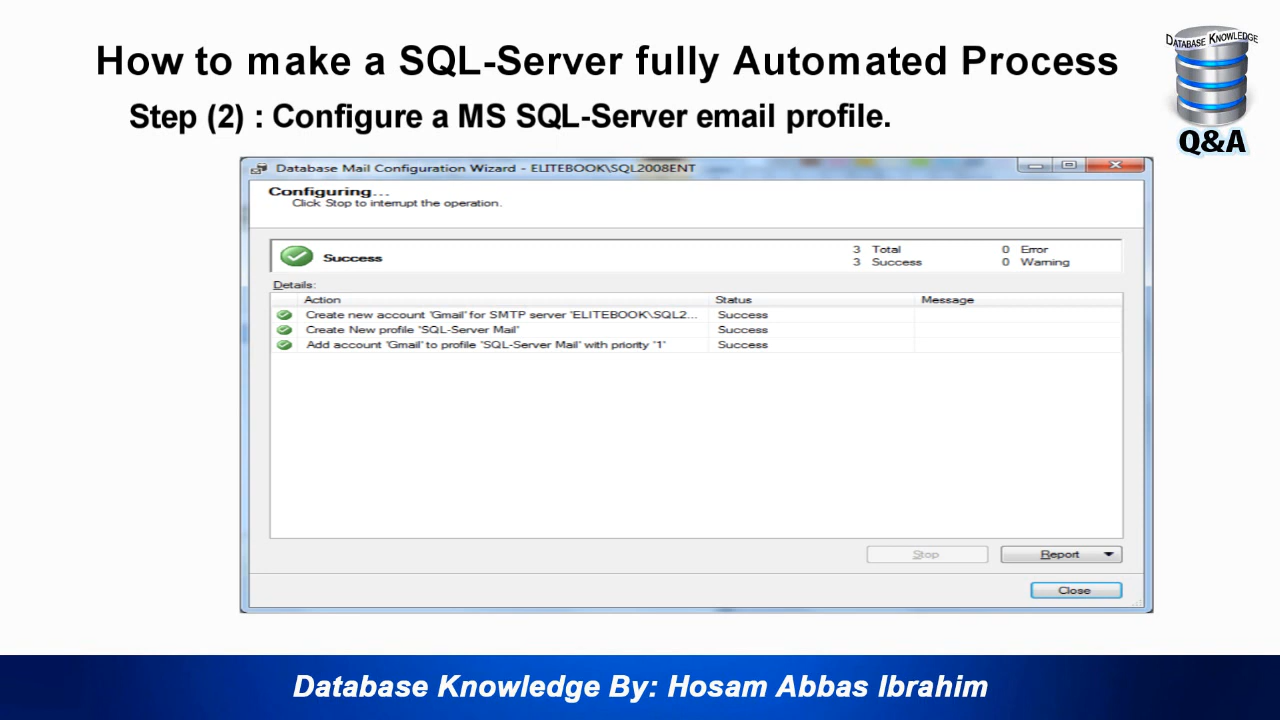 How to make a SQL-Server fully Automated Process
DATABASE KNOWLEDGE
Q&A
Step (2) : Configure a MS SQL-Server email profile.
Database Mail Configuration Wizard - ELITEBOOK\SQL2008ENT
Configuring...
Click Stop to interrupt the operation.
Success
3 Total
0 Error
3 Success
0 Warning
Details:
Action Status Message
Create new account 'Gmail' for SMTP server 'ELITEBOOK\SQL2... Success
Create New profile 'SQL-Server Mail' Success
Add account 'Gmail' to profile 'SQL-Server Mail' with priority '1' Success
Stop Report
Close
Database Knowledge By: Hosam Abbas Ibrahim